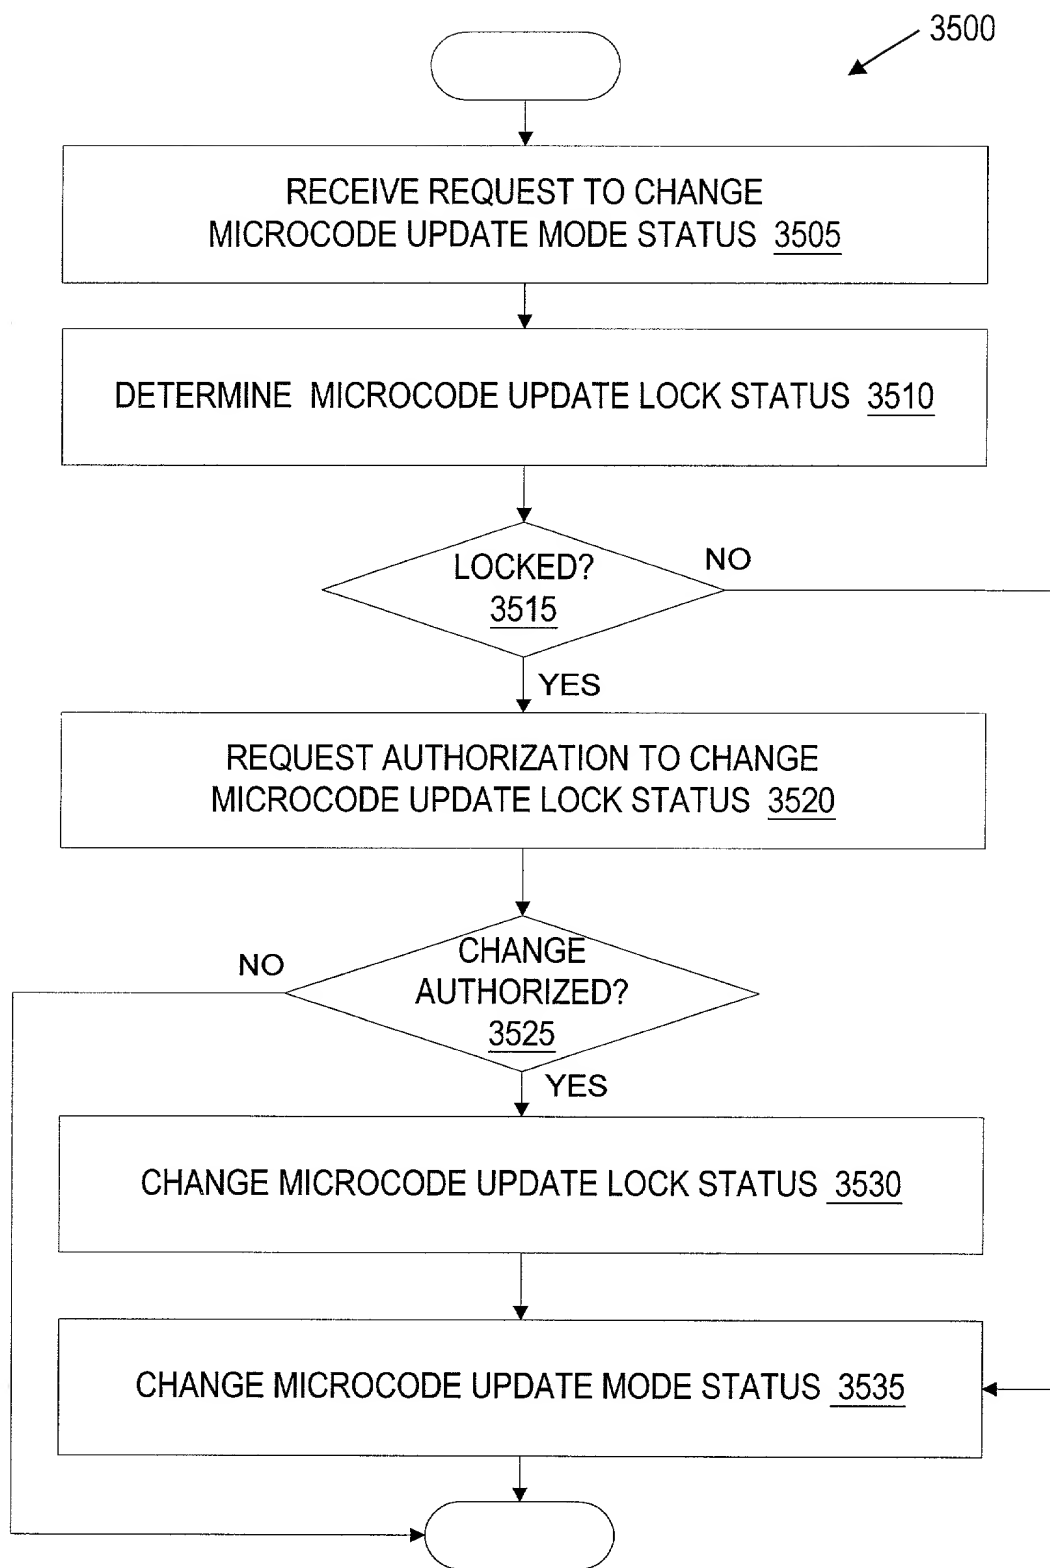 3500
RECEIVE REQUEST TO CHANGE
MICROCODE UPDATE MODE STATUS 3505
DETERMINE MICROCODE UPDATE LOCK STATUS 3510
LOCKED?
3515
NO
YES
REQUEST AUTHORIZATION TO CHANGE
MICROCODE UPDATE LOCK STATUS 3520
CHANGE
AUTHORIZED?
3525
NO
YES
CHANGE MICROCODE UPDATE LOCK STATUS 3530
CHANGE MICROCODE UPDATE MODE STATUS 3535